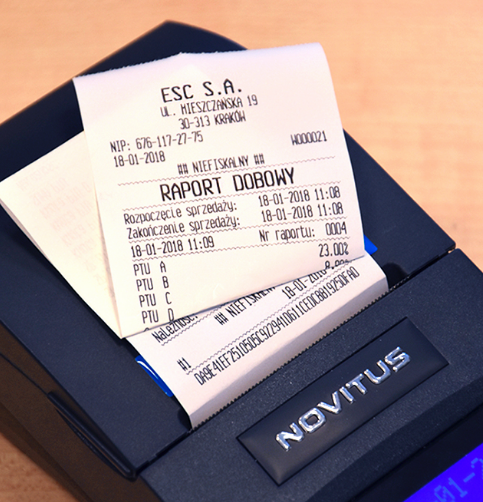 ESC S.A.
UL. MIESZCZAŃSKA 19
30-313 KRAKÓW
NIP: 676-117-27-75
18-01-2018 W000021
## NIEFISKALNY ##
RAPORT DOBOWY
Rozpoczęcie sprzedaży: 18-01-2018 11:08
Zakończenie sprzedaży: 18-01-2018 11:08
18-01-2018 11:09 Nr raportu: 0004
PTU A 23.00%
PTU B 8.00%
PTU C
PTU D
## NIEFISKALNY
18-01-2018
#1
NOVITUS